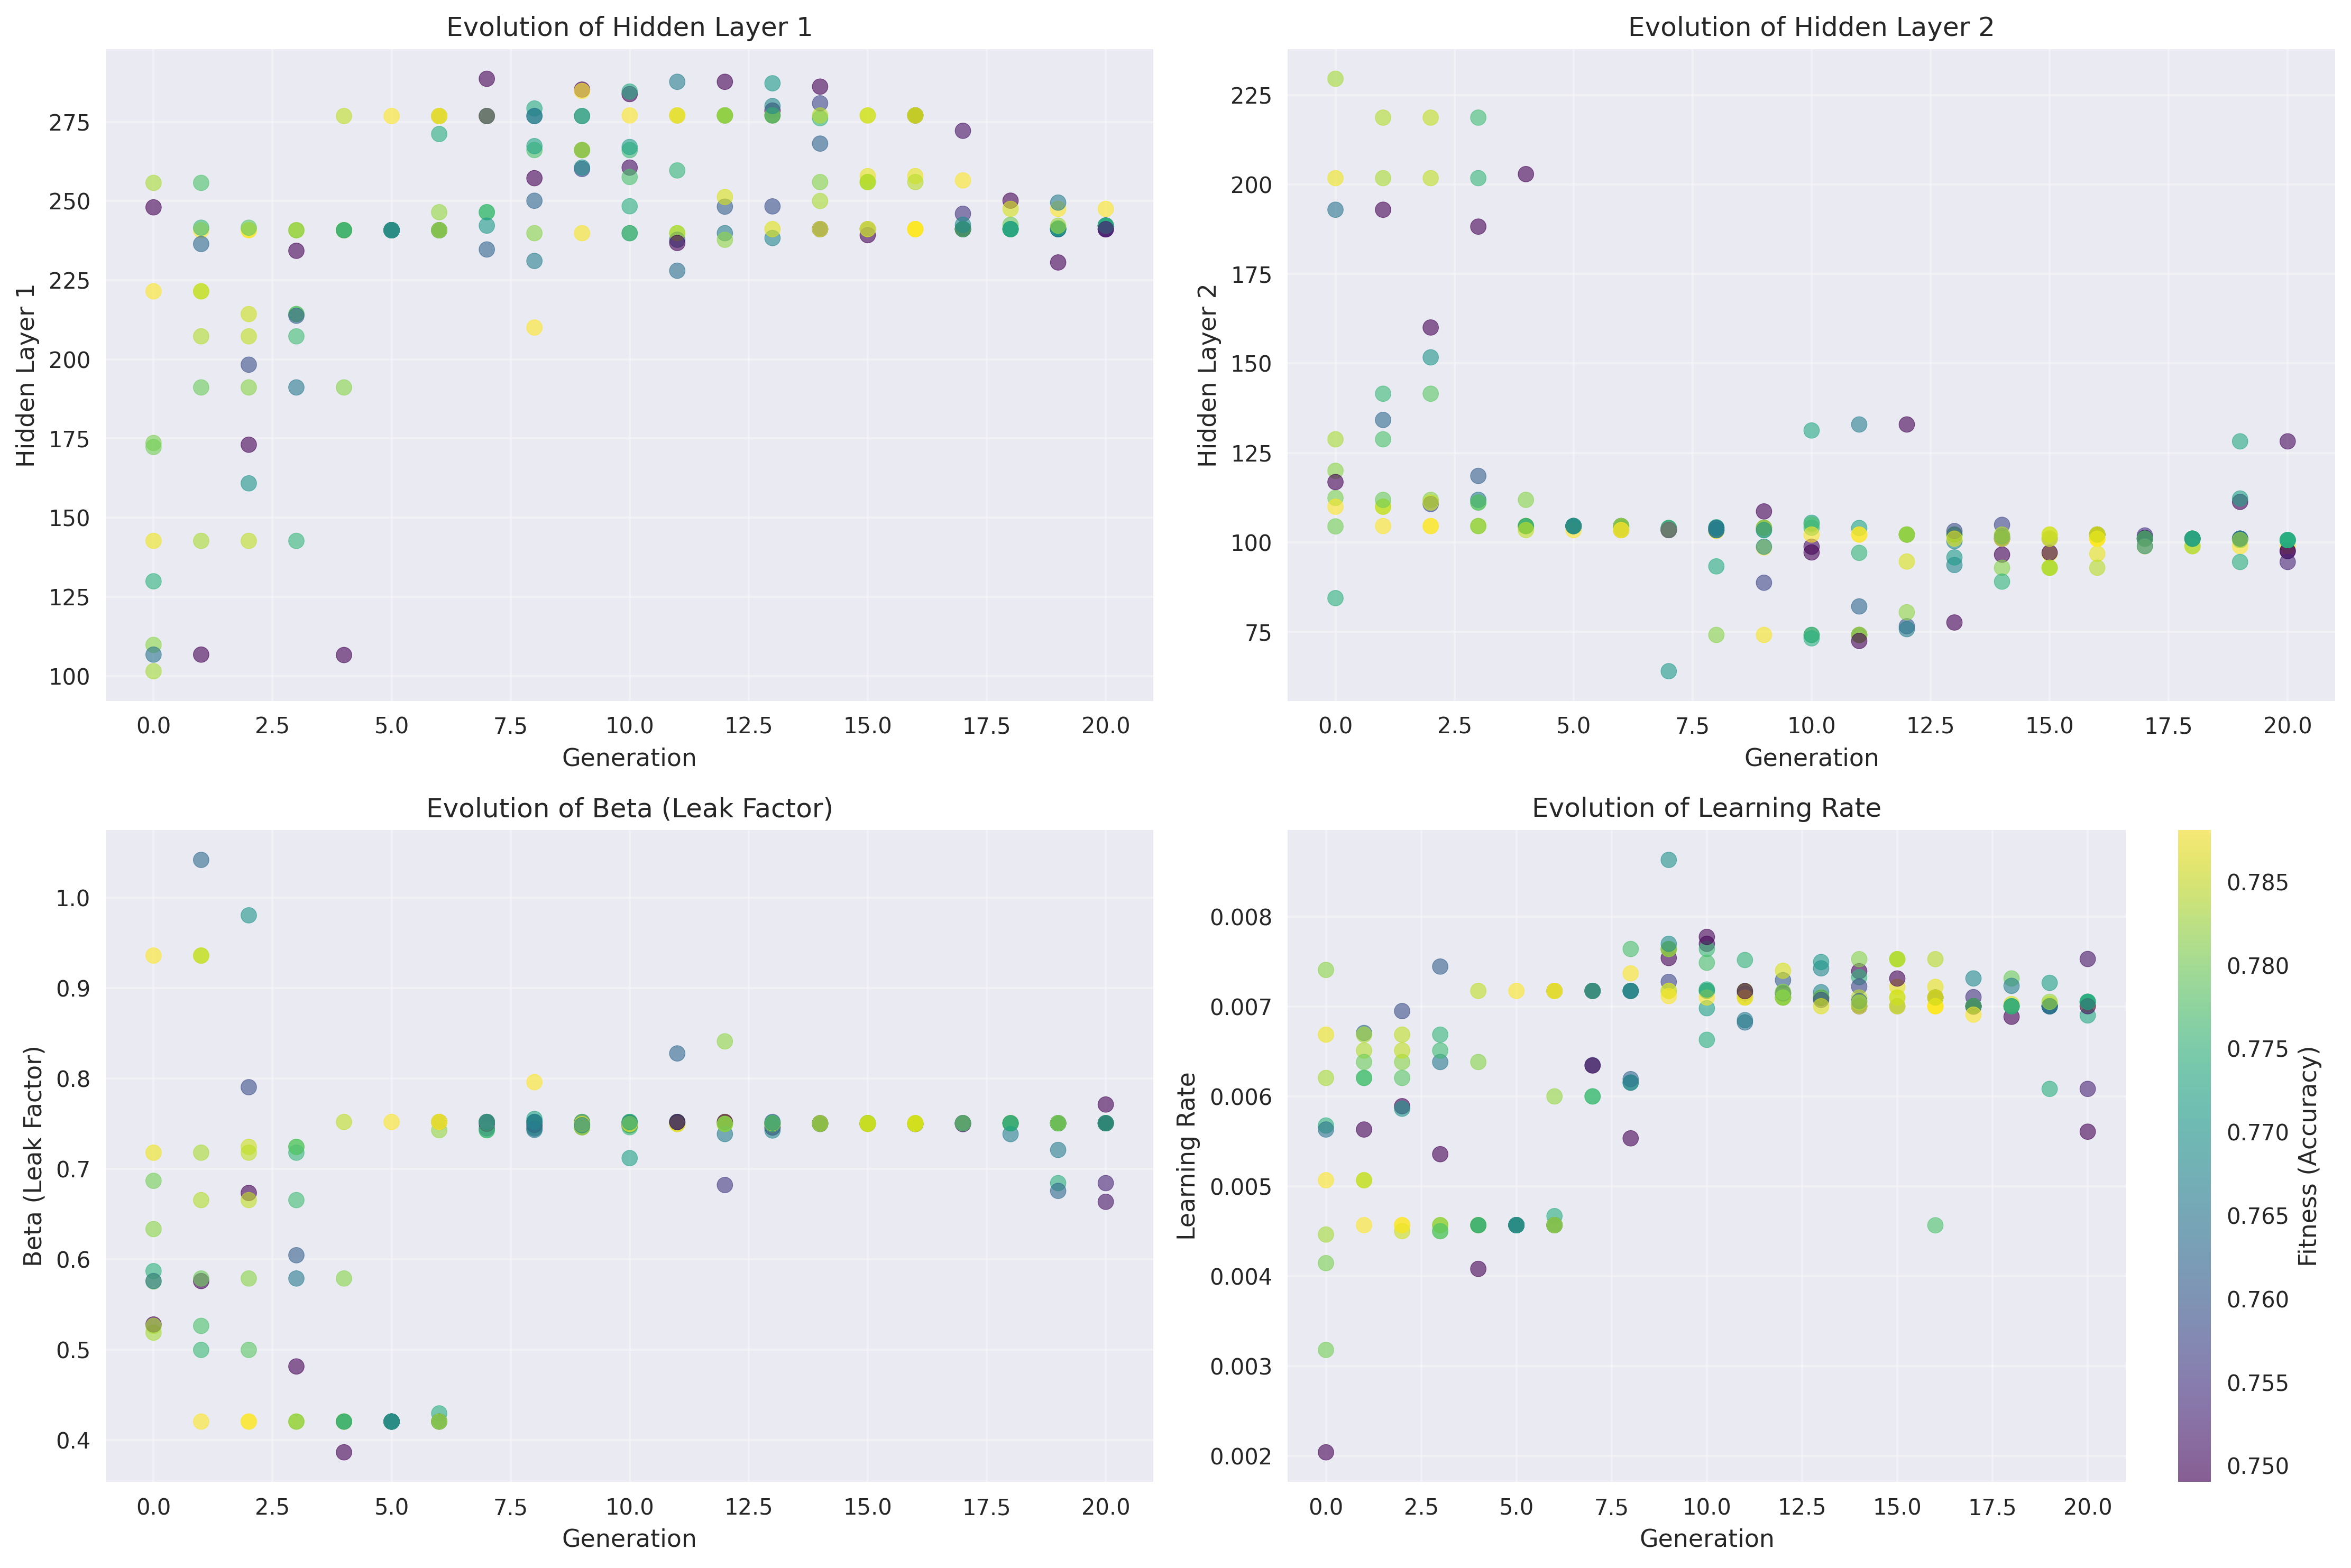 Evolution of Hidden Layer 1
Hidden Layer 1
275
250
225
200
175
150
125
100
0.0 2.5 5.0 7.5 10.0 12.5 15.0 17.5 20.0
Generation
Evolution of Hidden Layer 2
Hidden Layer 2
225
200
175
150
125
100
75
0.0 2.5 5.0 7.5 10.0 12.5 15.0 17.5 20.0
Generation
Evolution of Beta (Leak Factor)
Beta (Leak Factor)
1.0
0.9
0.8
0.7
0.6
0.5
0.4
0.0 2.5 5.0 7.5 10.0 12.5 15.0 17.5 20.0
Generation
Evolution of Learning Rate
Learning Rate
0.008
0.007
0.006
0.005
0.004
0.003
0.002
0.0 2.5 5.0 7.5 10.0 12.5 15.0 17.5 20.0
Generation
0.785
0.780
0.775
0.770
0.765
0.760
0.755
0.750
Fitness (Accuracy)